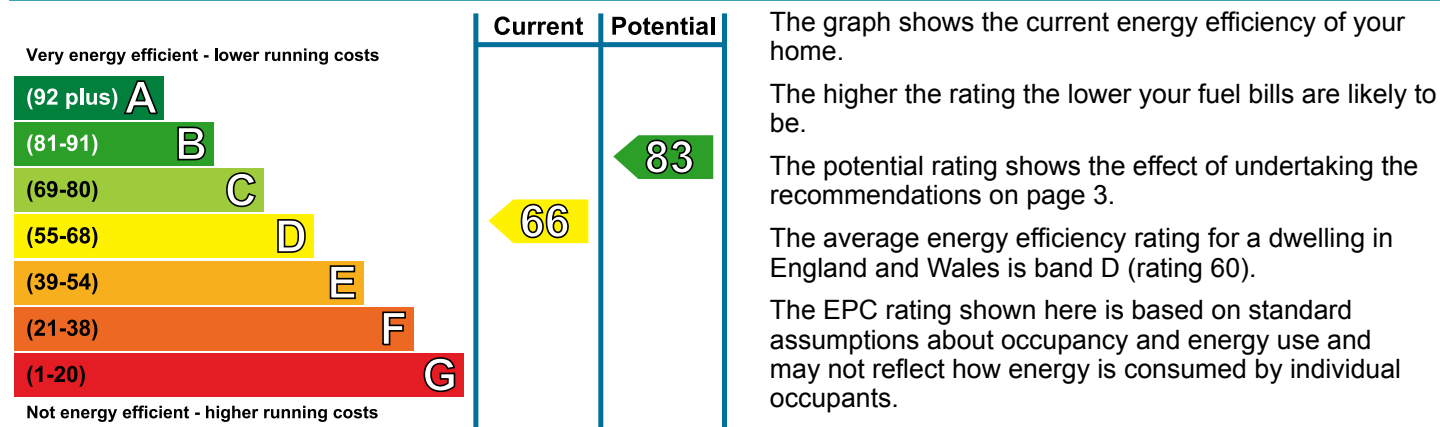 Current Potential
Very energy efficient - lower running costs
(92 plus) A
(81-91) B
83
(69-80) C
66
(55-68) D
(39-54) E
(21-38) F
(1-20) G
Not energy efficient - higher running costs
The graph shows the current energy efficiency of your
home.
The higher the rating the lower your fuel bills are likely to
be.
The potential rating shows the effect of undertaking the
recommendations on page 3.
The average energy efficiency rating for a dwelling in
England and Wales is band D (rating 60).
The EPC rating shown here is based on standard
assumptions about occupancy and energy use and
may not reflect how energy is consumed by individual
occupants.